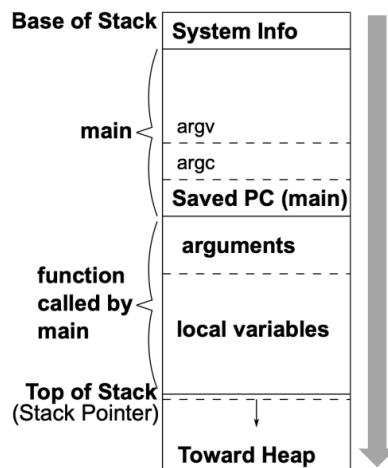 Base of Stack
System Info
main
argv
argc
Saved PC (main)
function
called by
main
arguments
local variables
Top of Stack
(Stack Pointer)
Toward Heap